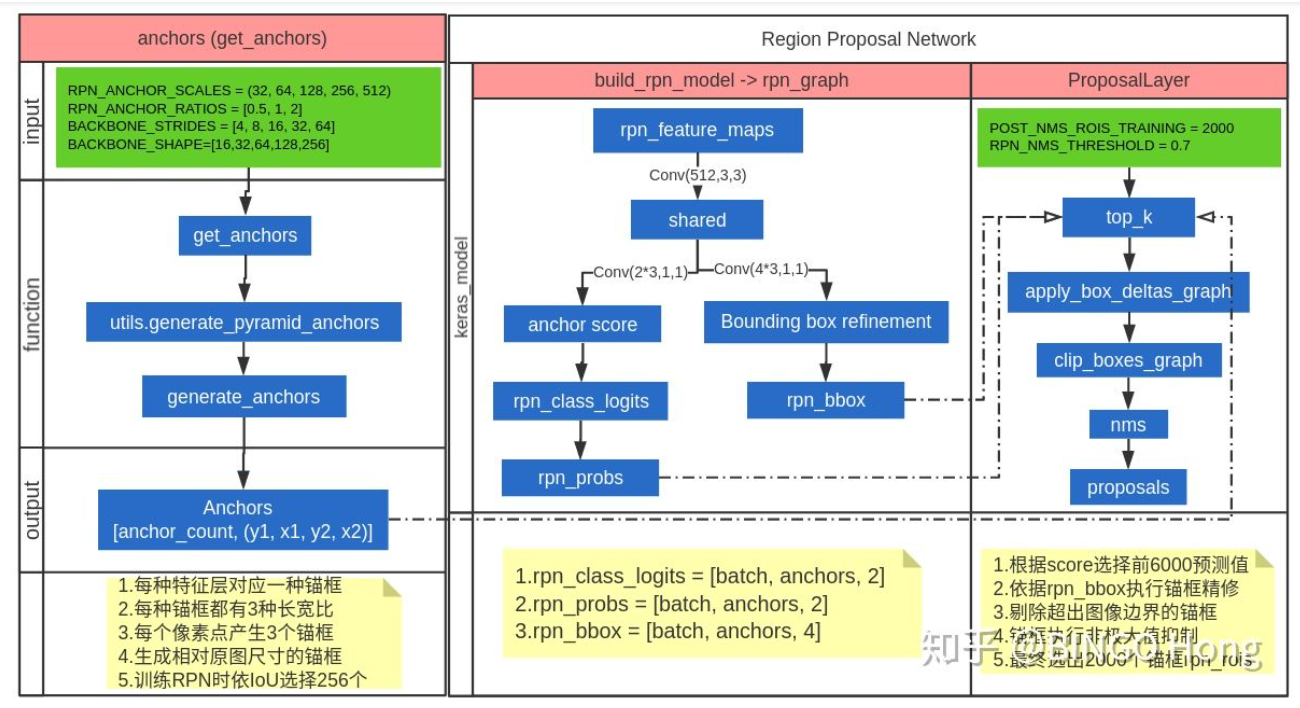 anchors (get_anchors)
input
RPN_ANCHOR_SCALES = (32, 64, 128, 256, 512)
RPN_ANCHOR_RATIOS = [0.5, 1, 2]
BACKBONE_STRIDES = [4, 8, 16, 32, 64]
BACKBONE_SHAPE=[16,32,64,128,256]
function
get_anchors
utils.generate_pyramid_anchors
generate_anchors
output
Anchors
[anchor_count, (y1, x1, y2, x2)]
1.每种特征层对应一种锚框
2.每种锚框都有3种长宽比
3.每个像素点产生3个锚框
4.生成相对原图尺寸的锚框
5.训练RPN时依IoU选择256个
Region Proposal Network
keras_model
build_rpn_model -> rpn_graph
rpn_feature_maps
Conv(512,3,3)
shared
Conv(2*3,1,1)
Conv(4*3,1,1)
anchor score
Bounding box refinement
rpn_class_logits
rpn_bbox
rpn_probs
1.rpn_class_logits = [batch, anchors, 2]
2.rpn_probs = [batch, anchors, 2]
3.rpn_bbox = [batch, anchors, 4]
ProposalLayer
POST_NMS_ROIS_TRAINING = 2000
RPN_NMS_THRESHOLD = 0.7
top_k
apply_box_deltas_graph
clip_boxes_graph
nms
proposals
1.根据score选择前6000预测值
2.依据rpn_bbox执行锚框精修
3.剔除超出图像边界的锚框
4.锚框执行非极大值抑制
5.最终选出2000个锚框rpn_rois
知乎 @BINGO Hong